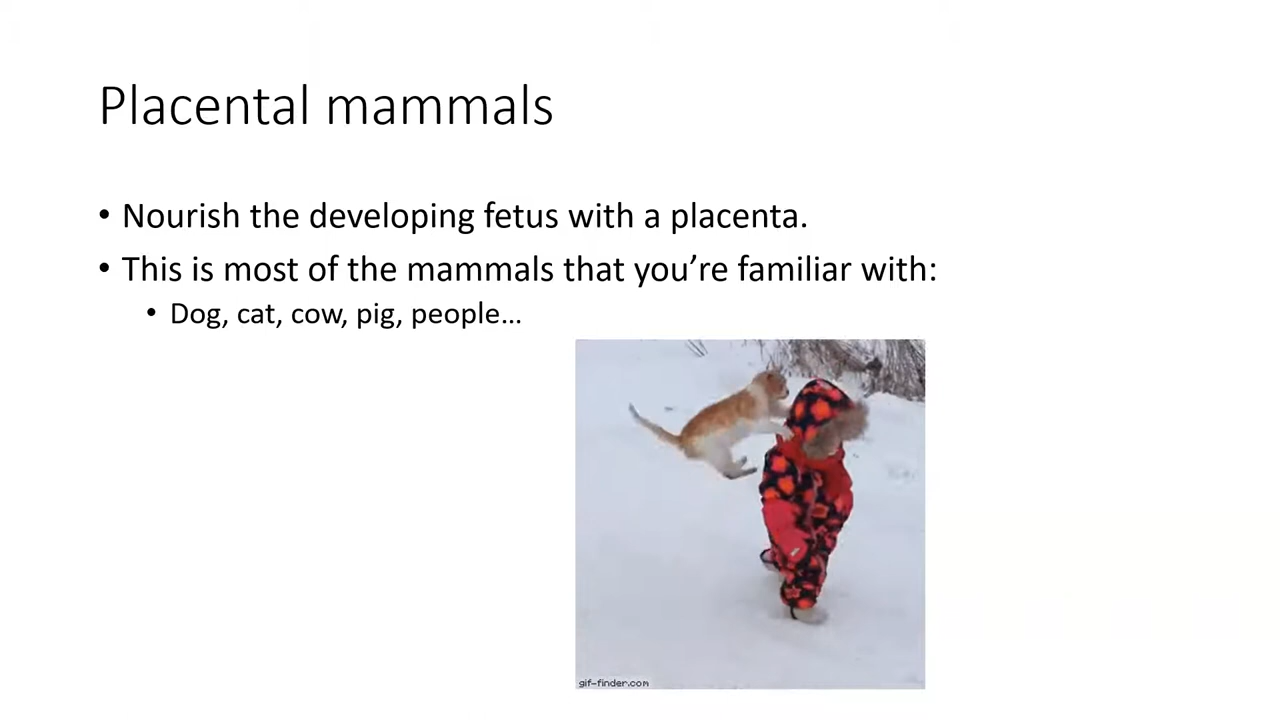 Placental mammals
• Nourish the developing fetus with a placenta.
• This is most of the mammals that you’re familiar with:
• Dog, cat, cow, pig, people…
gif-finder.com